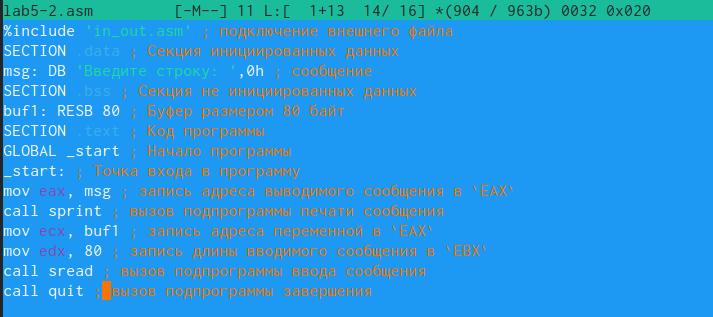 lab5-2.asm [-M--] 11 L:[ 1+13 14/ 16] *(904 / 963b) 0032 0x020
%include 'in_out.asm' ; подключение внешнего файла
SECTION .data ; Секция инициированных данных
msg: DB 'Введите строку: ',0h ; сообщение
SECTION .bss ; Секция не инициированных данных
buf1: RESB 80 ; Буфер размером 80 байт
SECTION .text ; Код программы
GLOBAL _start ; Начало программы
_start: ; Точка входа в программу
mov eax, msg ; запись адреса выводимого сообщения в `EAX`
call sprint ; вызов подпрограммы печати сообщения
mov ecx, buf1 ; запись адреса переменной в `EAX`
mov edx, 80 ; запись длины вводимого сообщения в `EBX`
call sread ; вызов подпрограммы ввода сообщения
call quit ; вызов подпрограммы завершения